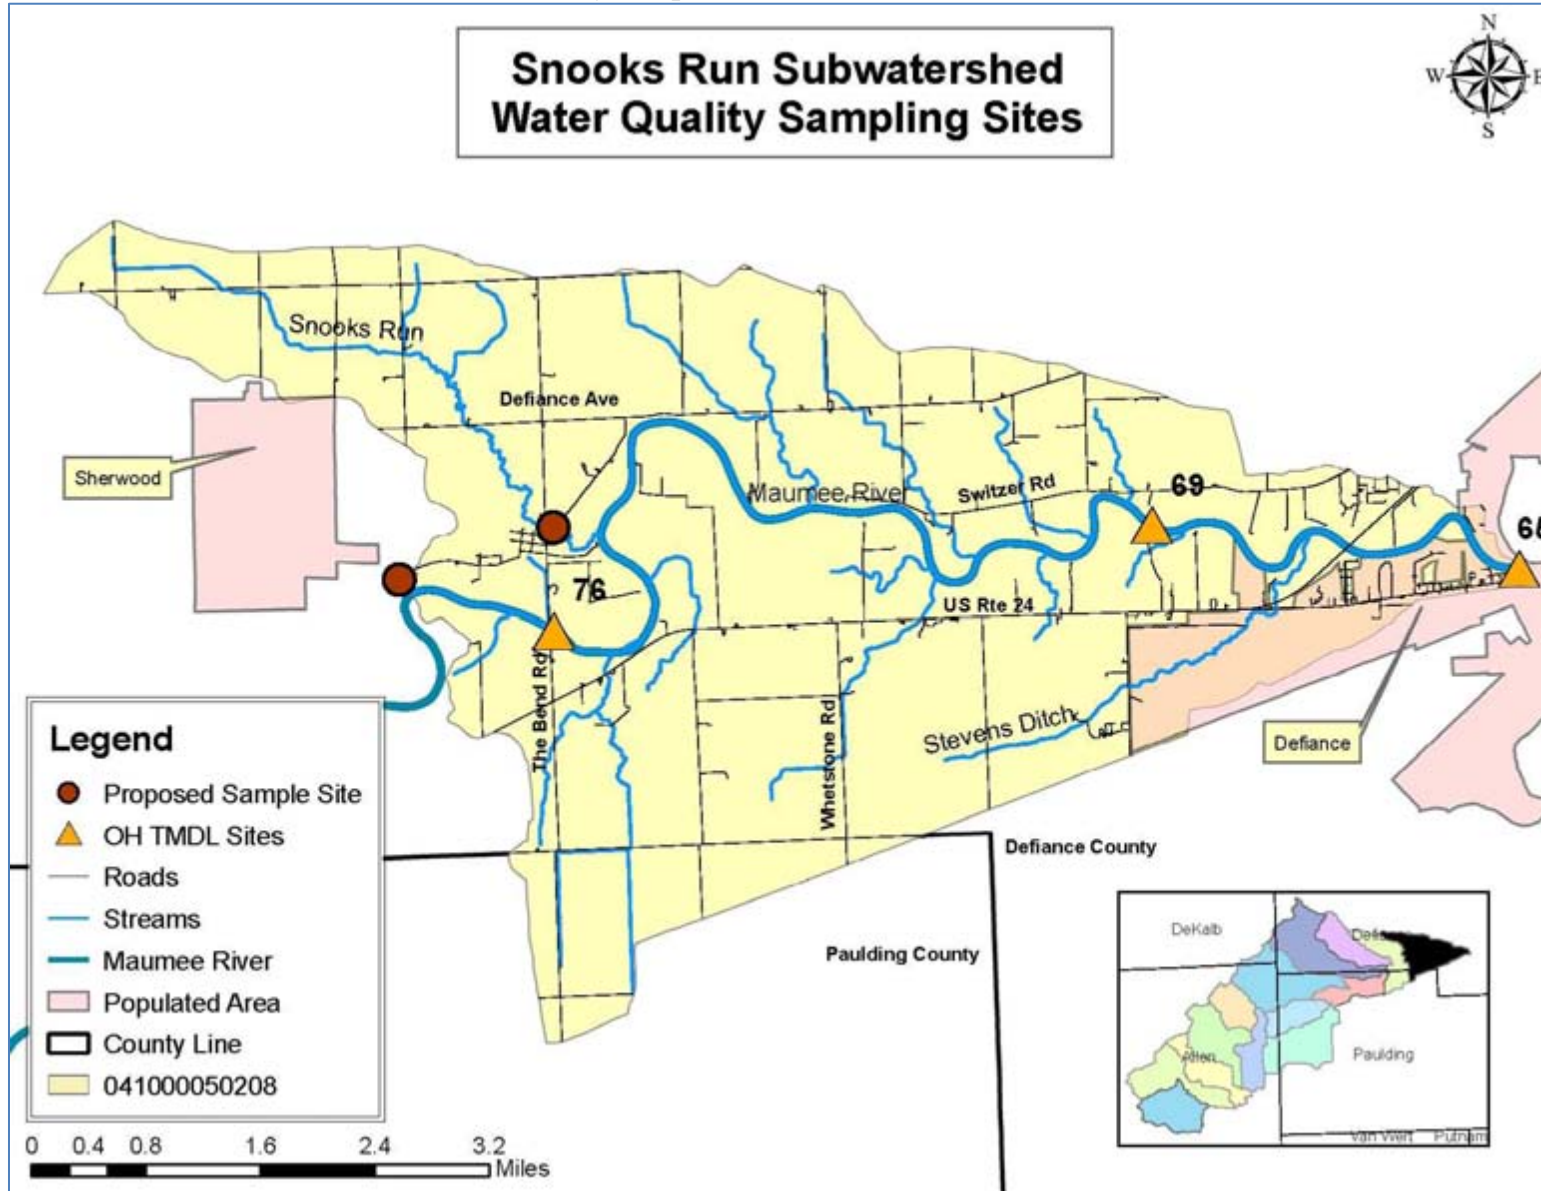 Snooks Run Subwatershed
Water Quality Sampling Sites
N
W
E
S
Snooks Run
Defiance Ave
Sherwood
Maumee River
Switzer Rd
69
76
US Rte 24
The Bend Rd
Whetstone Rd
Stevens Ditch
Defiance
Defiance County
Paulding County
Legend
Proposed Sample Site
OH TMDL Sites
Roads
Streams
Maumee River
Populated Area
County Line
041000050208
0 0.4 0.8 1.6 2.4 3.2
Miles
DeKalb
Allen
Paulding
Van Wert
Putnam